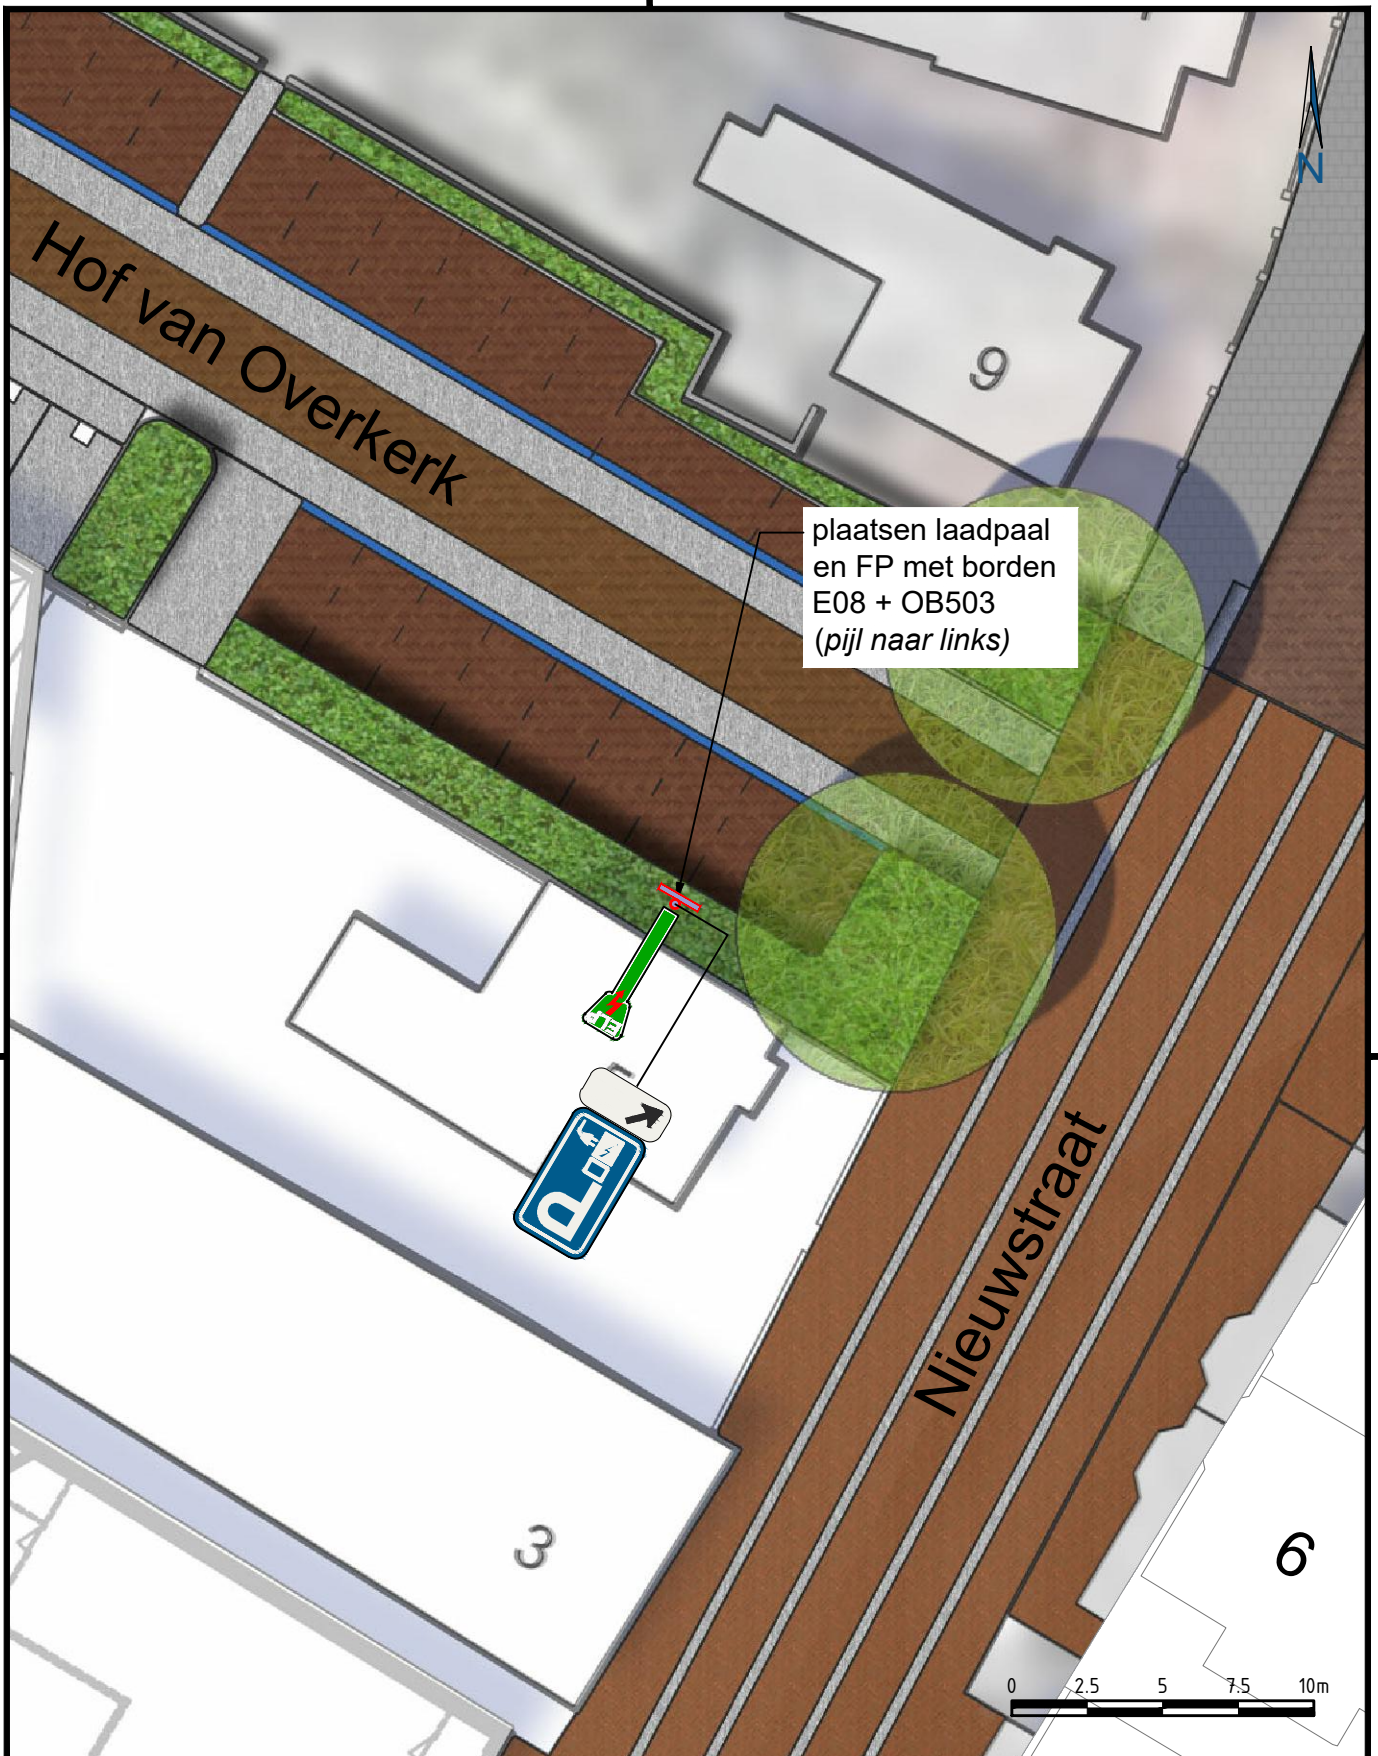 N
Hof van Overkerk
9
plaatsen laadpaal
en FP met borden
E08 + OB503
(pijl naar links)
ELP
P
Nieuwstraat
3
6
0 2.5 5 7.5 10m